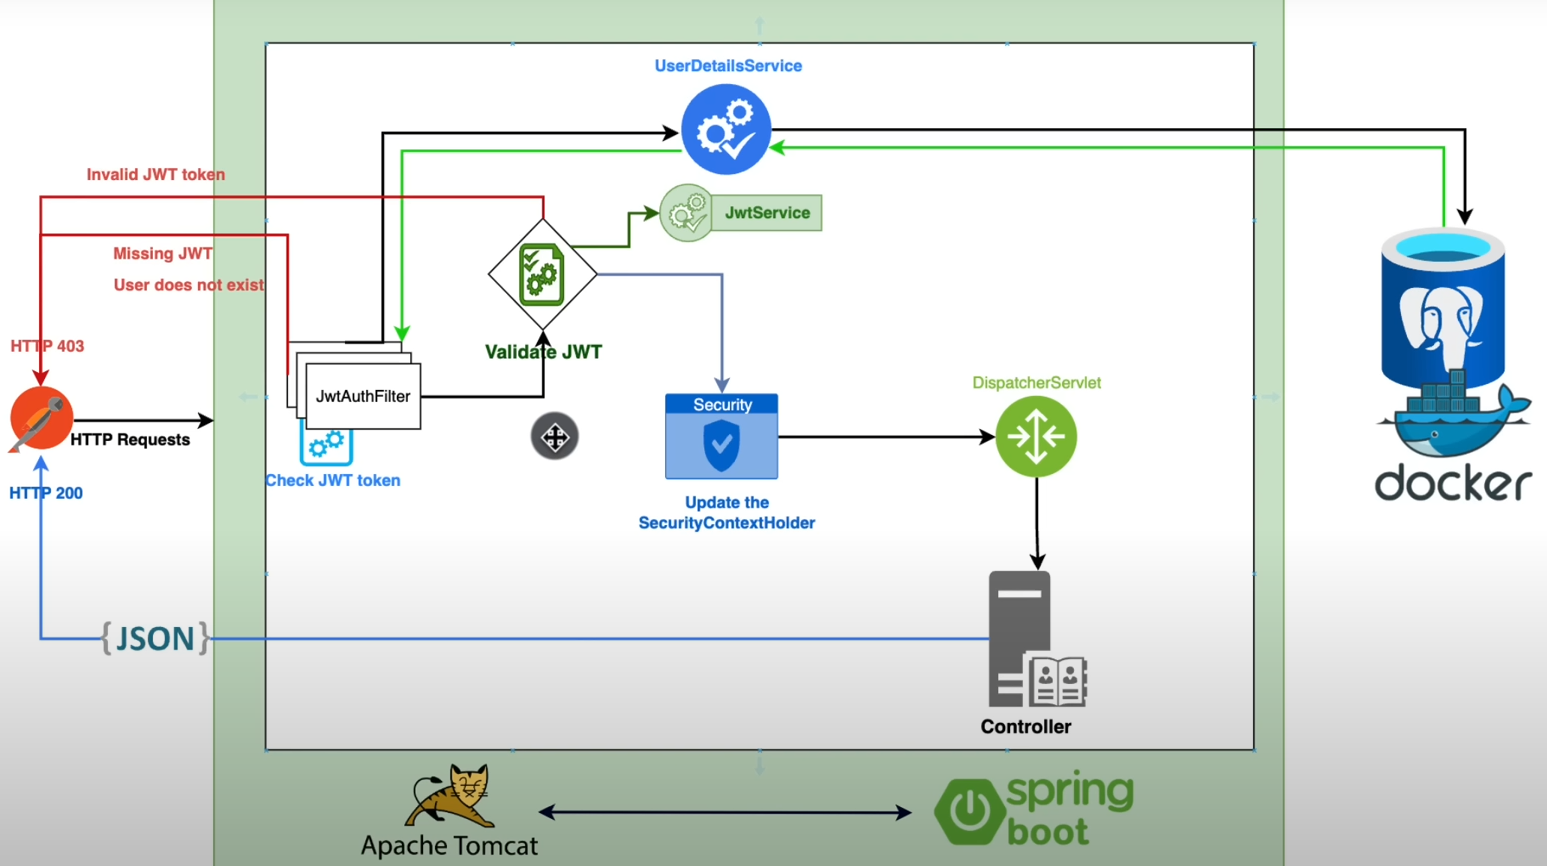 UserDetailsService
Invalid JWT token
JwtService
Missing JWT
User does not exist
HTTP 403
Validate JWT
JwtAuthFilter
DispatcherServlet
Security
HTTP Requests
Check JWT token
HTTP 200
Update the
SecurityContextHolder
docker
{JSON}
Controller
Apache Tomcat
spring
boot